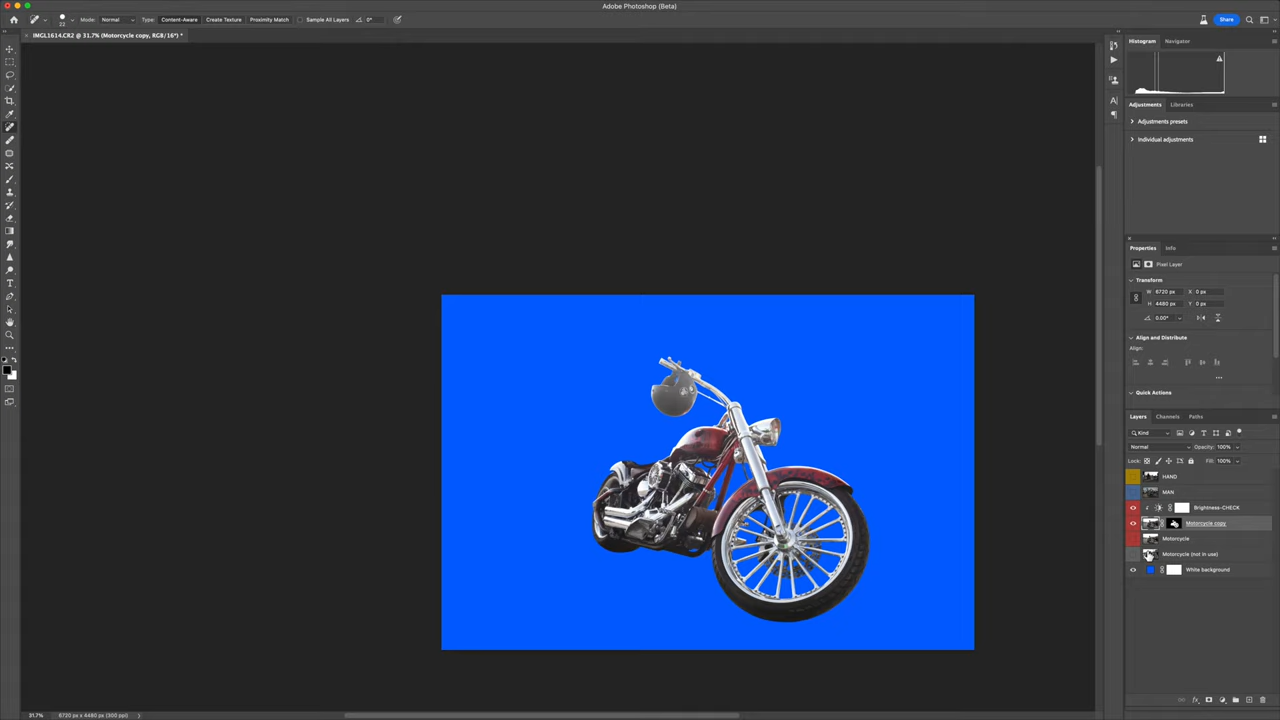 Adobe Photoshop (Beta)
22 Mode: Normal Type: Content-Aware Create Texture Proximity Match Sample All Layers 0° Share
IMGL1614.CR2 @ 31.7% (Motorcycle copy, RGB/16*) *
Histogram Navigator
Adjustments Libraries
Adjustments presets
Individual adjustments
Properties Info
Pixel Layer
Transform
W 6720 px X 0 px
H 4480 px Y 0 px
0.00°
Align and Distribute
Align:
Quick Actions
Layers Channels Paths
Kind
Normal Opacity: 100%
Lock: Fill: 100%
HAND
MAN
Brightness-CHECK
Motorcycle copy
Motorcycle
Motorcycle (not in use)
White background
31.7% 6720 px x 4480 px (300 ppi)